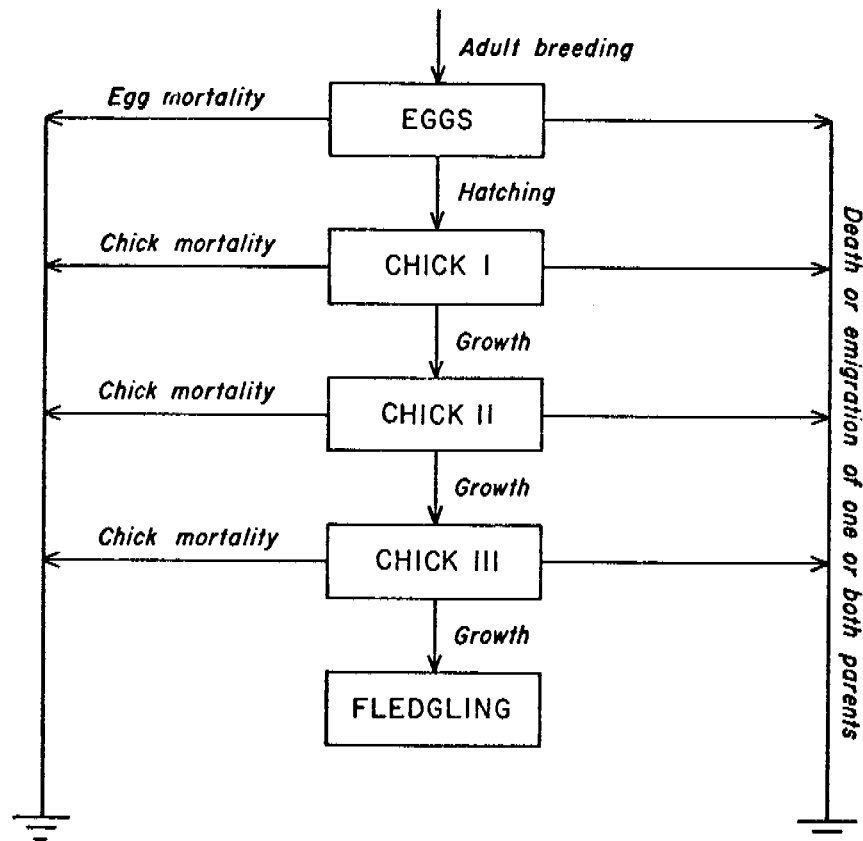 Adult breeding
Egg mortality
EGGS
Hatching
Chick mortality
CHICK I
Growth
Chick mortality
CHICK II
Growth
Chick mortality
CHICK III
Growth
FLEDGLING
Death or emigration of one or both parents